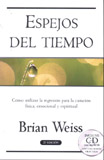 ESPEJOS
DEL TIEMPO
Cómo utilizar la regresión para la curación
física, emocional y espiritual
Brian Weiss
CD